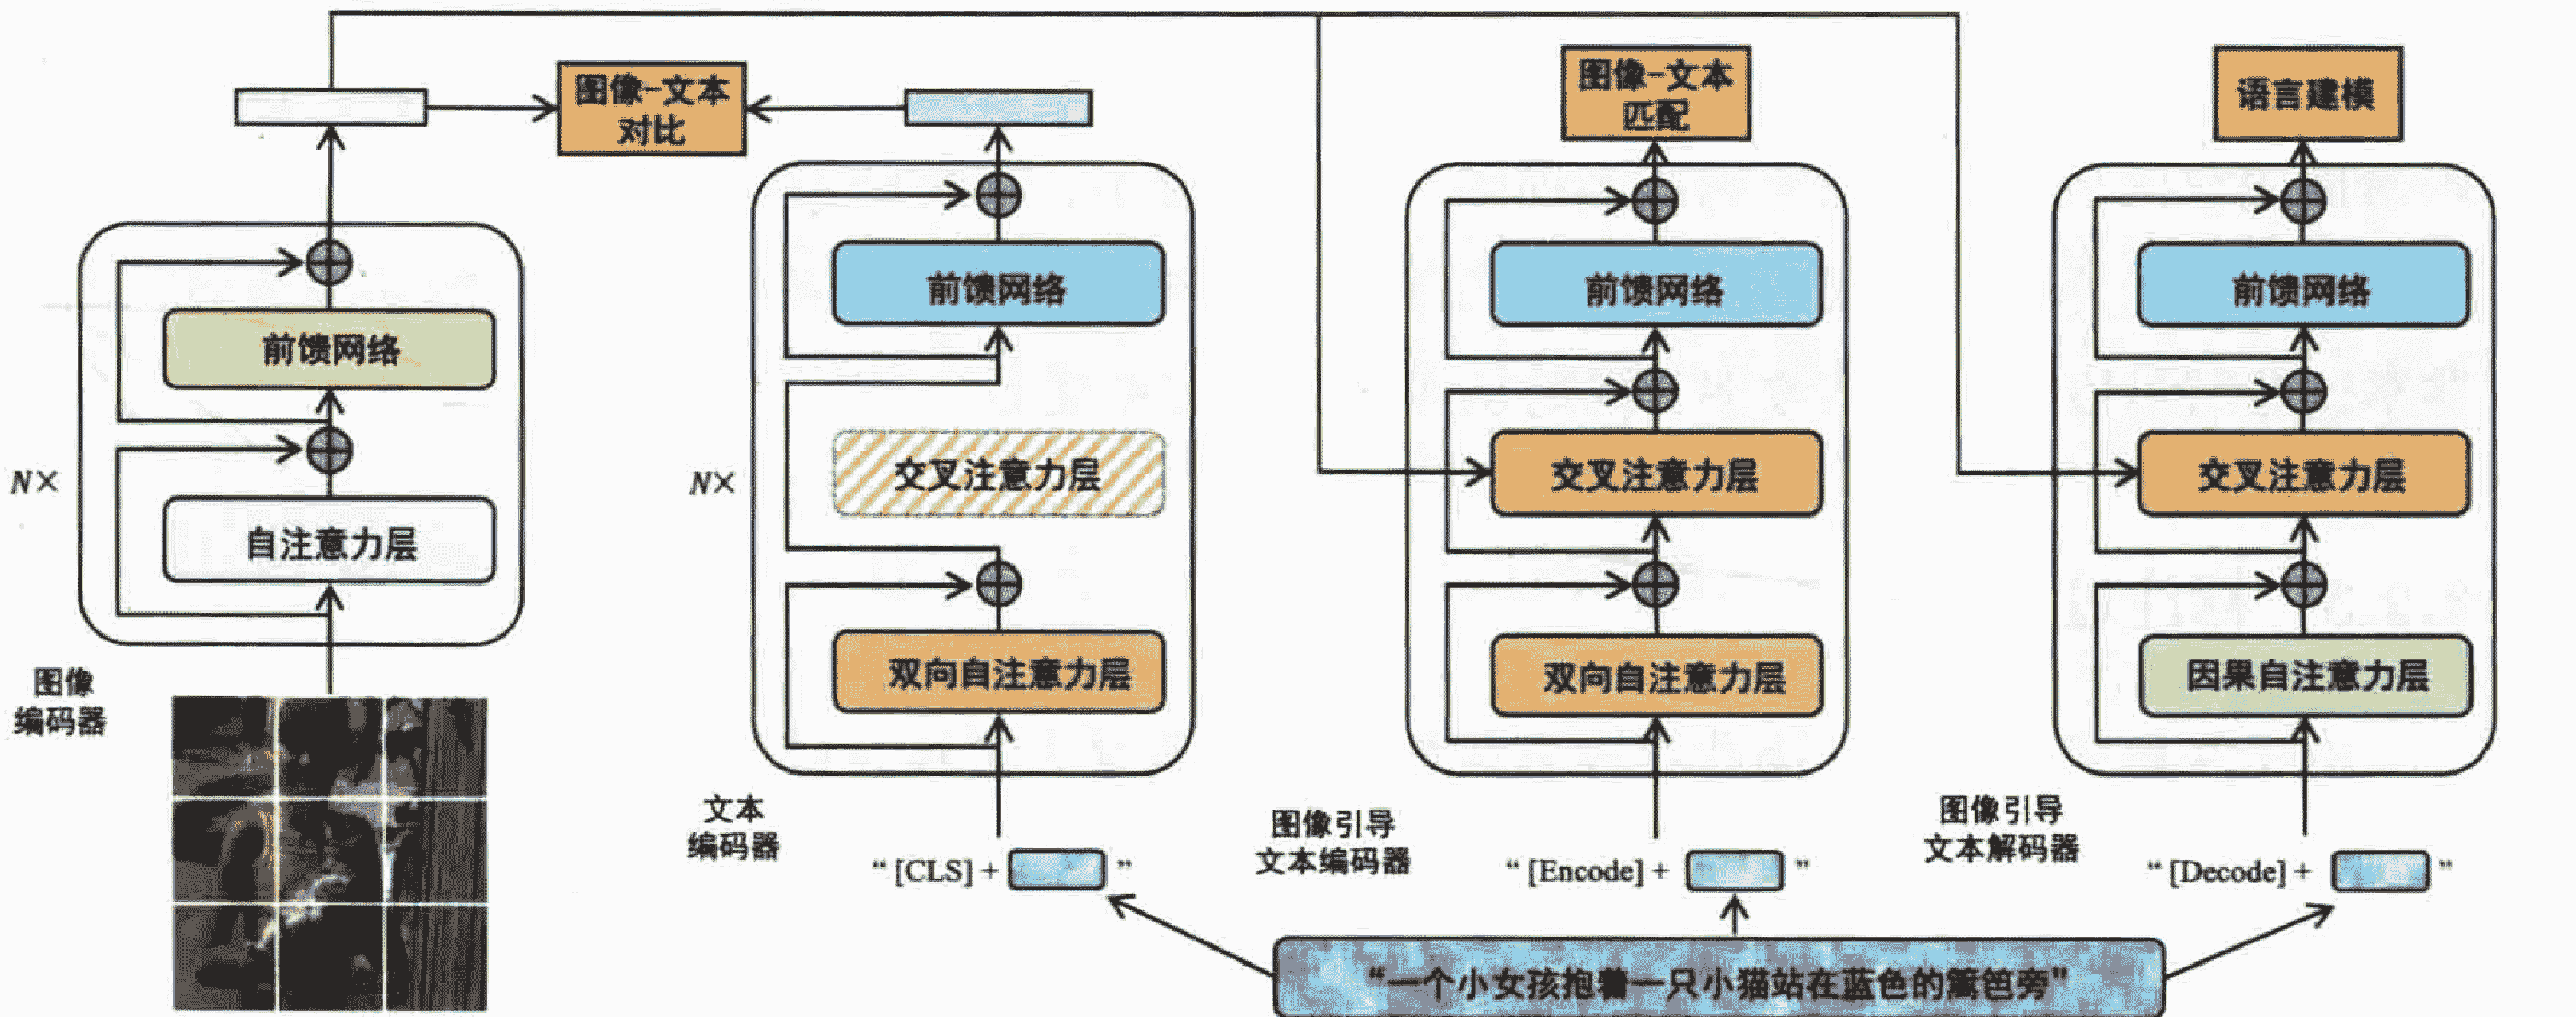 图像-文本
对比
图像-文本
匹配
语言建模
前馈网络
自注意力层
N×
图像
编码器
前馈网络
交叉注意力层
双向自注意力层
N×
文本
编码器
“ [CLS] + ”
前馈网络
交叉注意力层
双向自注意力层
图像引导
文本编码器
“ [Encode] + ”
前馈网络
交叉注意力层
因果自注意力层
图像引导
文本解码器
“ [Decode] + ”
“一个小女孩抱着一只小猫站在蓝色的篱笆旁”